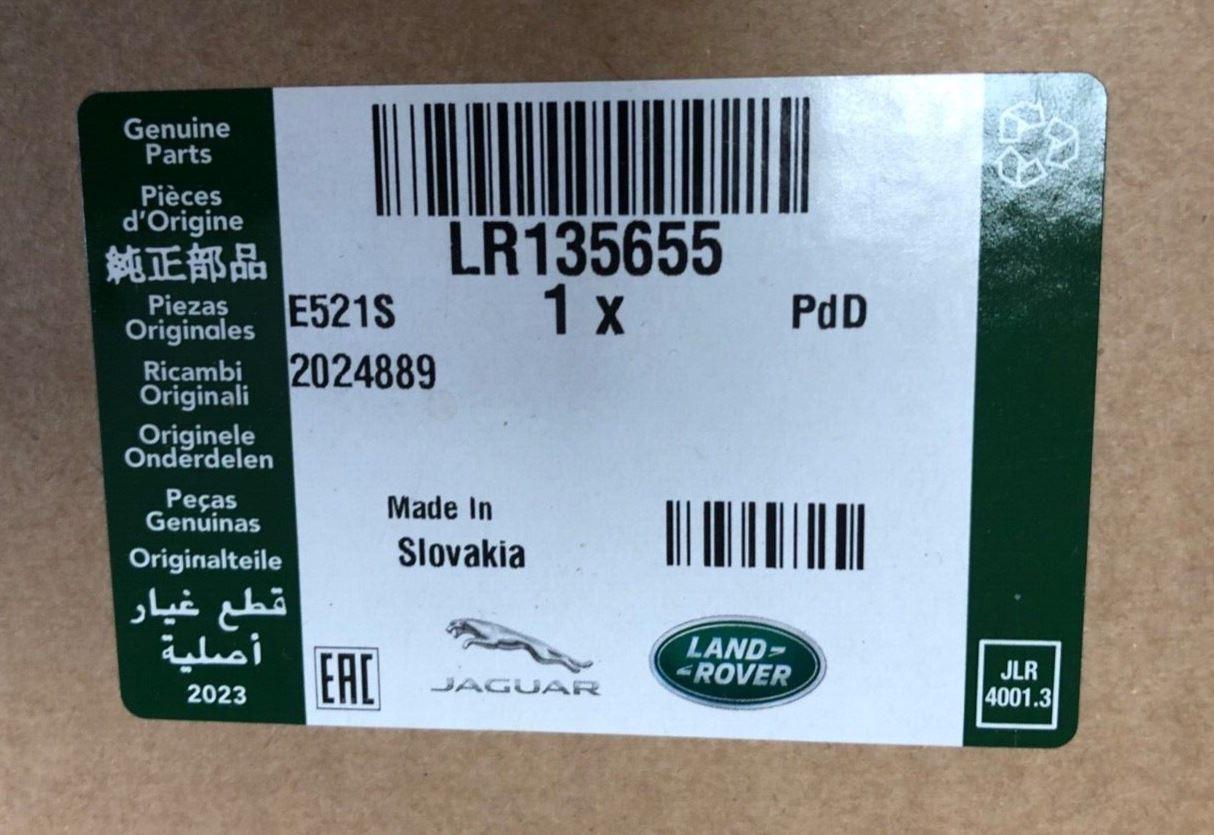 Genuine
Parts
Pièces
d'Origine
純正部品
Piezas
Originales
Ricambi
Originali
Originele
Onderdelen
Peças
Genuinas
Originalteile
قطع غيار
أصلية
2023
LR135655
E521S 1 x PdD
2024889
Made In
Slovakia
EAC
JAGUAR
LAND-
-ROVER
JLR
4001.3